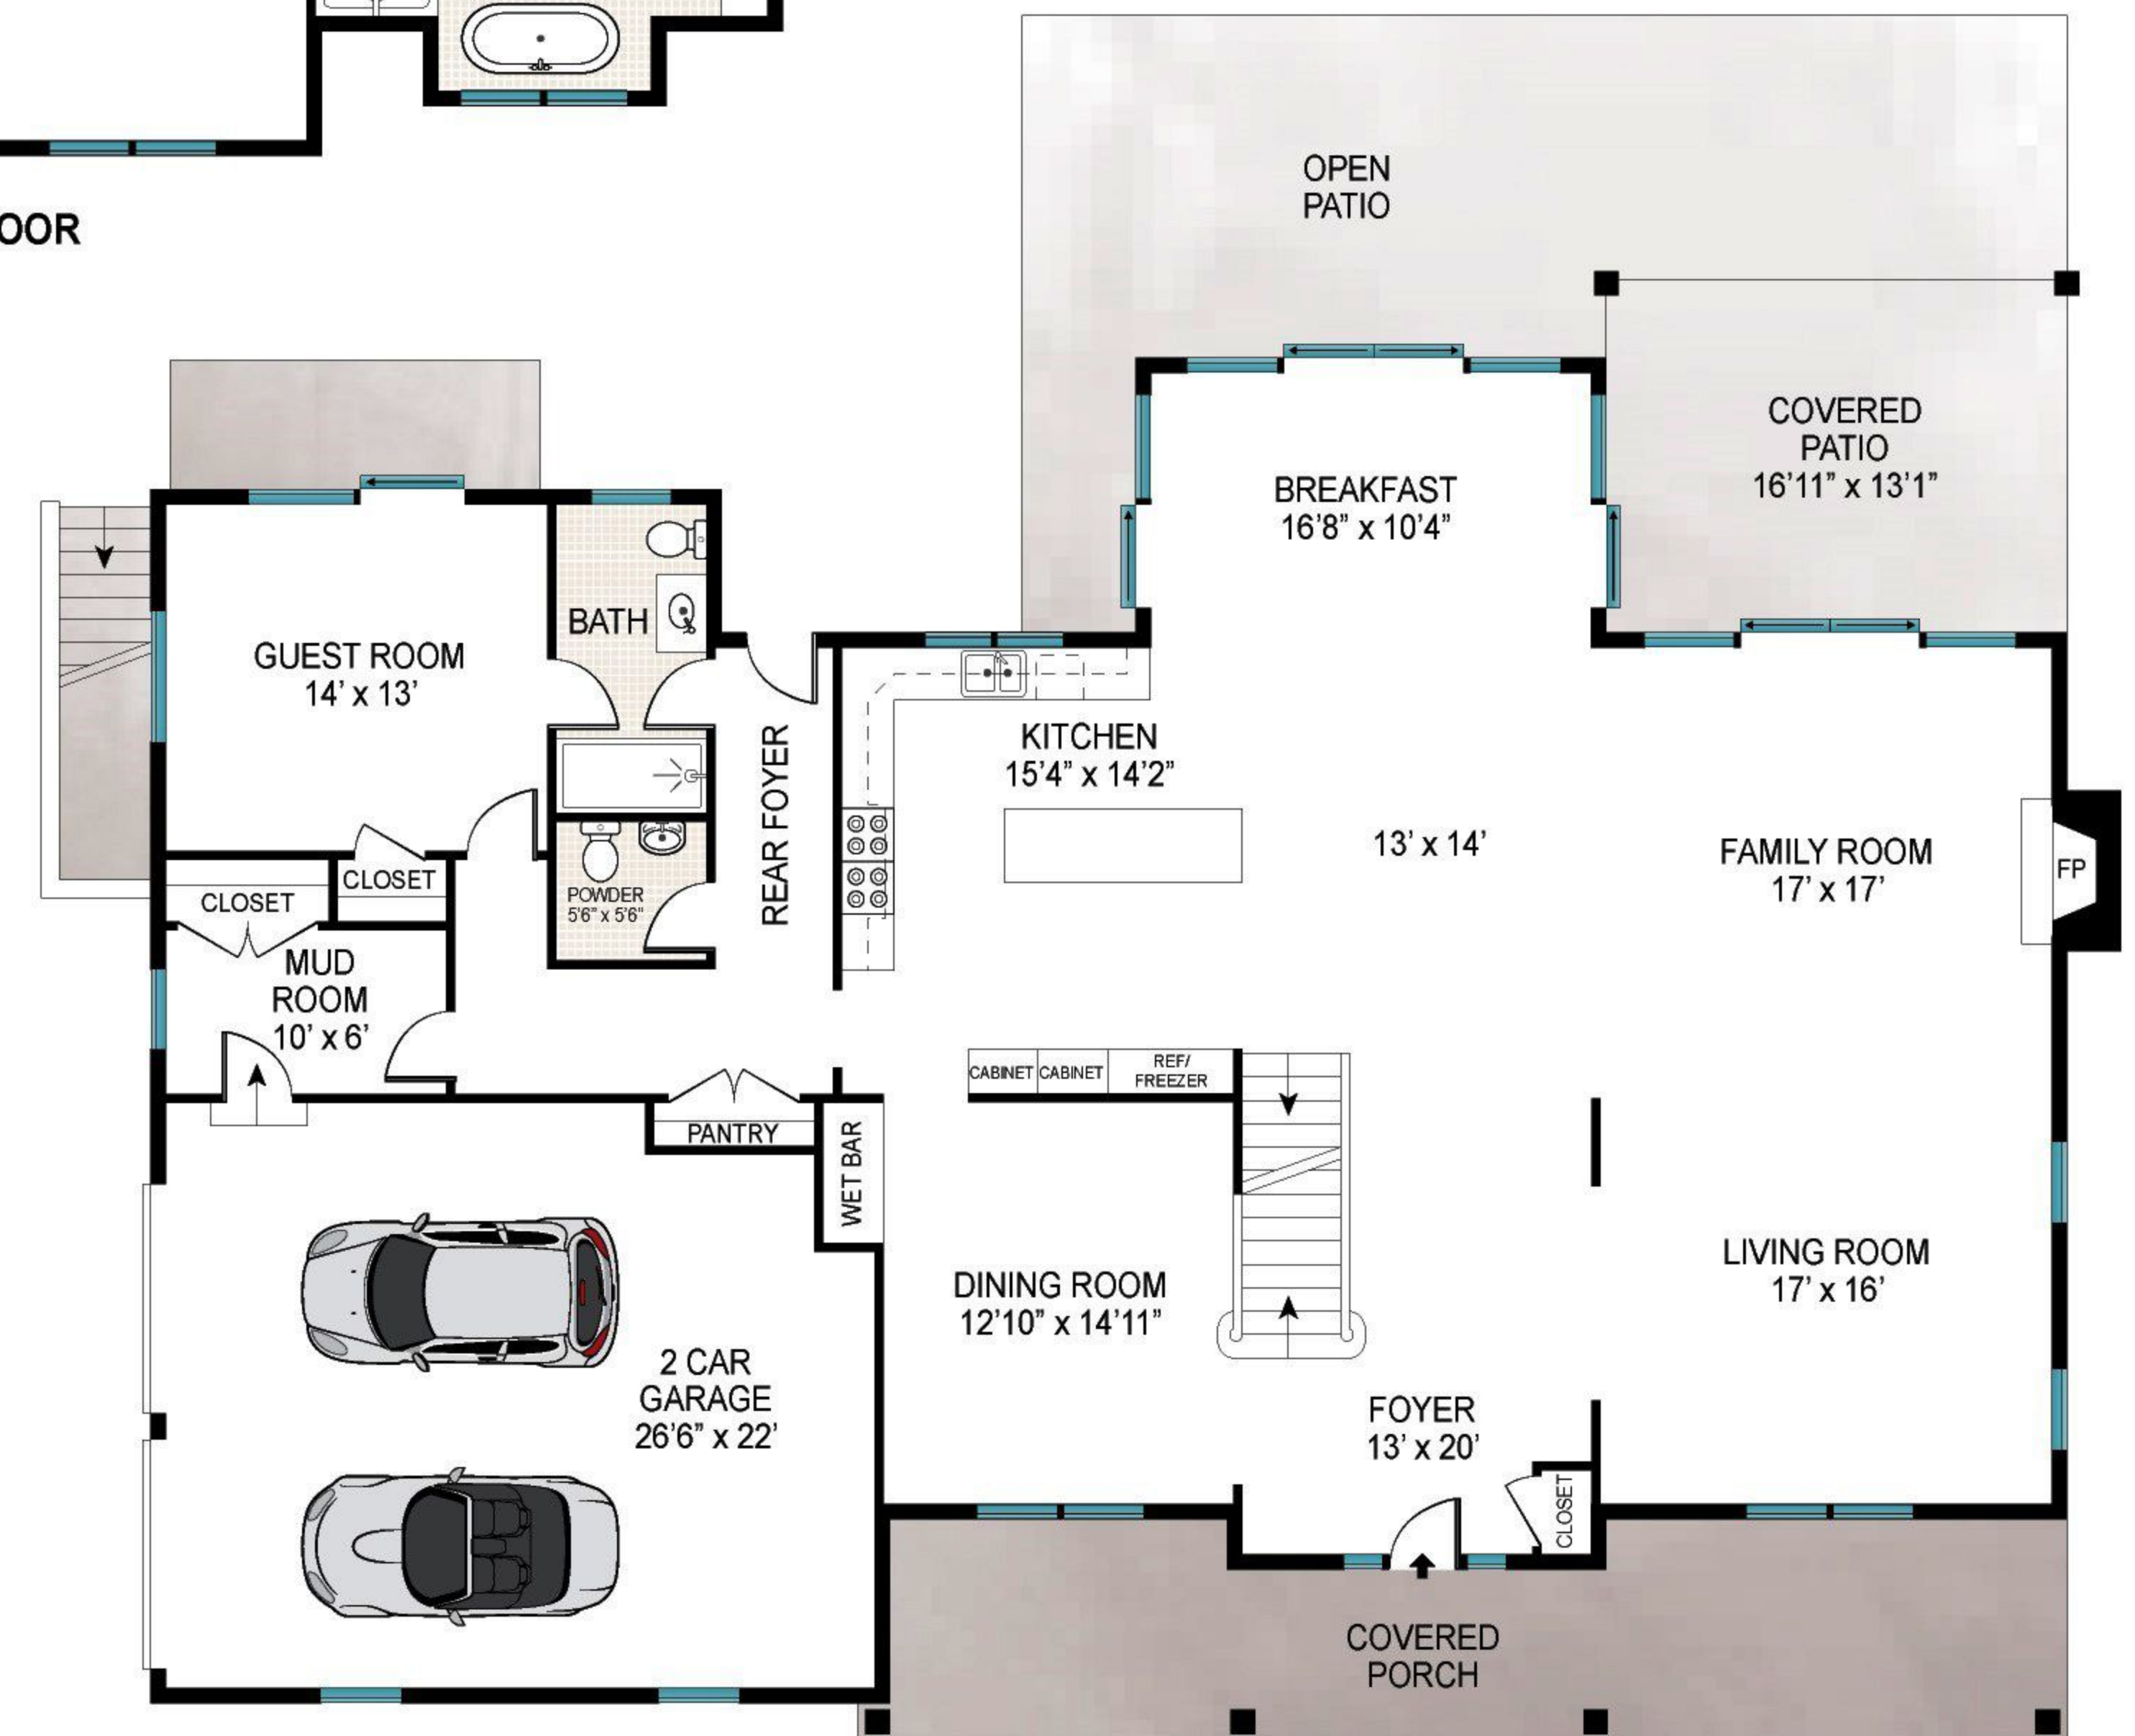 OPEN
PATIO
OOR
COVERED
PATIO
16'11" x 13'1"
BREAKFAST
16'8" x 10'4"
BATH
GUEST ROOM
14' x 13'
REAR FOYER
KITCHEN
15'4" x 14'2"
13' x 14'
FAMILY ROOM
17' x 17'
FP
CLOSET
CLOSET
POWDER
5'6" x 5'6"
MUD
ROOM
10' x 6'
CABINET
CABINET
REF/
FREEZER
PANTRY
WET BAR
DINING ROOM
12'10" x 14'11"
LIVING ROOM
17' x 16'
2 CAR
GARAGE
26'6" x 22'
FOYER
13' x 20'
CLOSET
COVERED
PORCH